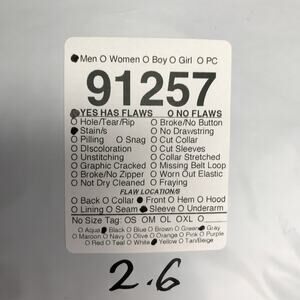 Men O Women O Boy O Girl O PC
91257
YES HAS FLAWS O NO FLAWS
O Hole/Tear/Rip O Broke/No Button
Stain/s O No Drawstring
O Pilling O Snag O Cut Collar
O DIscoloration O Cut Sleeves
O Unstitching O Collar Stretched
O Graphic Cracked O Missing Belt Loop
O Broke/No Zipper O Worn Out Elastic
O Not Dry Cleaned O Fraying
FLAW LOCATION/S
O Back O Collar Front O Hem O Hood
O Lining O Seam Sleeve O Underarm
No Size Tag: OS OM OL OXL O
O Aqua Black O Blue O Brown O Green Gray
O Maroon O Navy O Olive O Orange O Pink O Purple
O Red O Teal O White Yellow O Tan/Beige
2.6